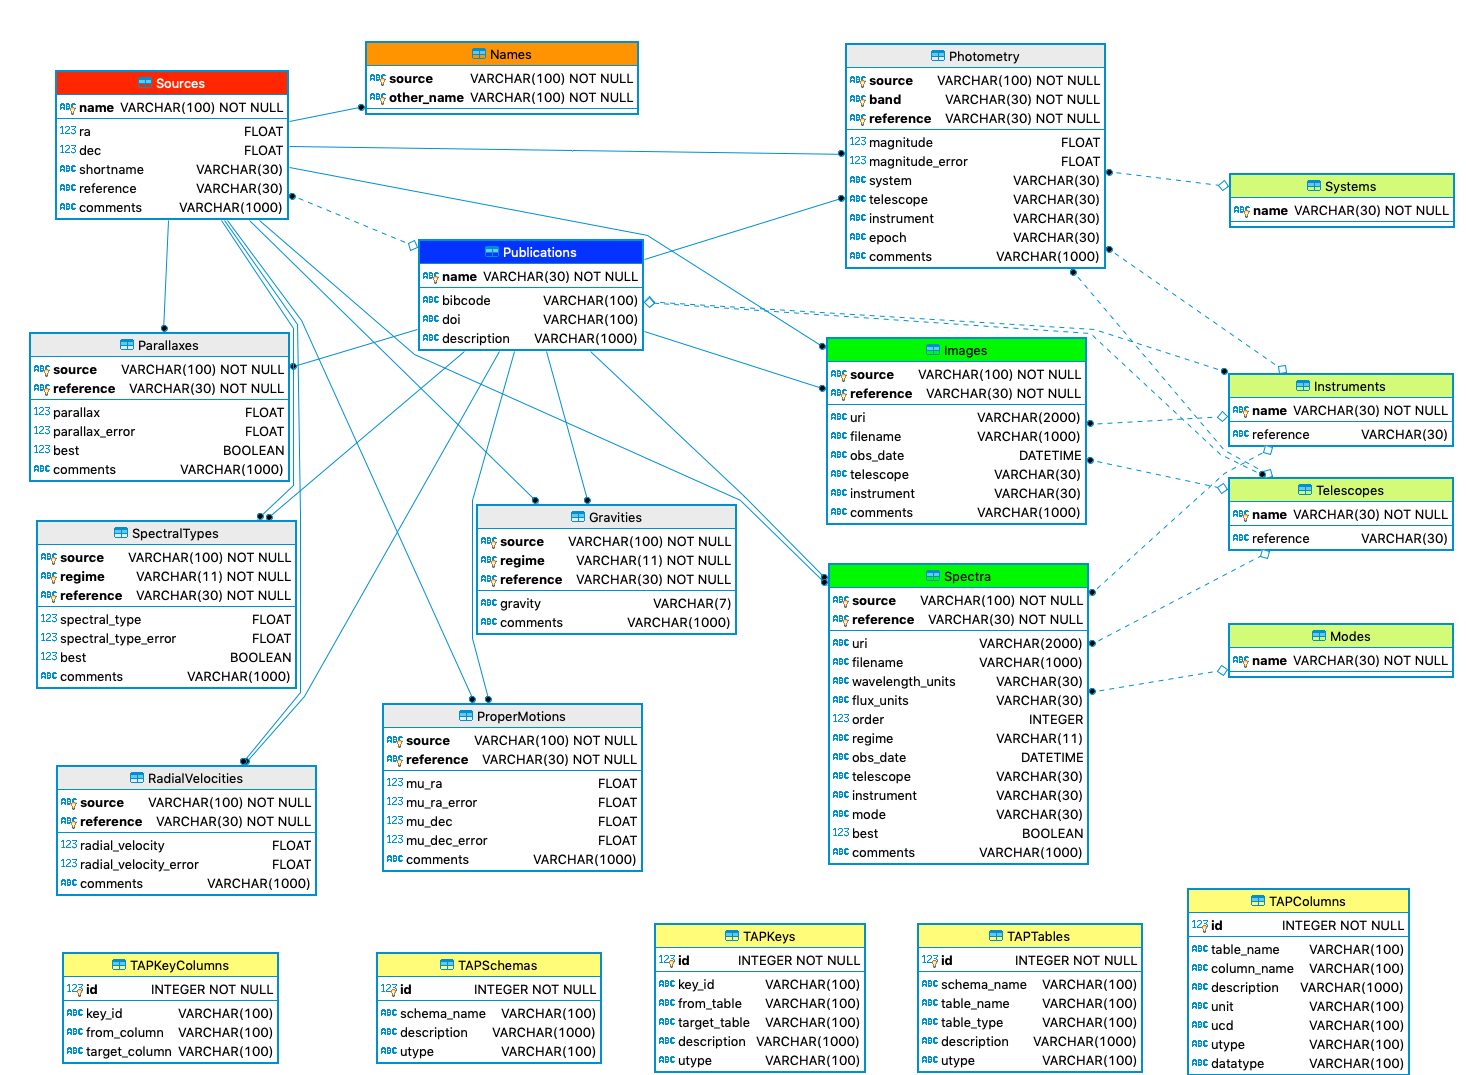 Sources
name VARCHAR(100) NOT NULL
ra FLOAT
dec FLOAT
shortname VARCHAR(30)
reference VARCHAR(30)
comments VARCHAR(1000)
Names
source VARCHAR(100) NOT NULL
other_name VARCHAR(100) NOT NULL
Photometry
source VARCHAR(100) NOT NULL
band VARCHAR(30) NOT NULL
reference VARCHAR(30) NOT NULL
magnitude FLOAT
magnitude_error FLOAT
system VARCHAR(30)
telescope VARCHAR(30)
instrument VARCHAR(30)
epoch VARCHAR(30)
comments VARCHAR(1000)
Systems
name VARCHAR(30) NOT NULL
Publications
name VARCHAR(30) NOT NULL
bibcode VARCHAR(100)
doi VARCHAR(100)
description VARCHAR(1000)
Parallaxes
source VARCHAR(100) NOT NULL
reference VARCHAR(30) NOT NULL
parallax FLOAT
parallax_error FLOAT
best BOOLEAN
comments VARCHAR(1000)
Images
source VARCHAR(100) NOT NULL
reference VARCHAR(30) NOT NULL
uri VARCHAR(2000)
filename VARCHAR(1000)
obs_date DATETIME
telescope VARCHAR(30)
instrument VARCHAR(30)
comments VARCHAR(1000)
Instruments
name VARCHAR(30) NOT NULL
reference VARCHAR(30)
Telescopes
name VARCHAR(30) NOT NULL
reference VARCHAR(30)
SpectralTypes
source VARCHAR(100) NOT NULL
regime VARCHAR(11) NOT NULL
reference VARCHAR(30) NOT NULL
spectral_type FLOAT
spectral_type_error FLOAT
best BOOLEAN
comments VARCHAR(1000)
Gravities
source VARCHAR(100) NOT NULL
regime VARCHAR(11) NOT NULL
reference VARCHAR(30) NOT NULL
gravity VARCHAR(7)
comments VARCHAR(1000)
Spectra
source VARCHAR(100) NOT NULL
reference VARCHAR(30) NOT NULL
uri VARCHAR(2000)
filename VARCHAR(1000)
wavelength_units VARCHAR(30)
flux_units VARCHAR(30)
order INTEGER
regime VARCHAR(11)
obs_date DATETIME
telescope VARCHAR(30)
instrument VARCHAR(30)
mode VARCHAR(30)
best BOOLEAN
comments VARCHAR(1000)
Modes
name VARCHAR(30) NOT NULL
RadialVelocities
source VARCHAR(100) NOT NULL
reference VARCHAR(30) NOT NULL
radial_velocity FLOAT
radial_velocity_error FLOAT
comments VARCHAR(1000)
ProperMotions
source VARCHAR(100) NOT NULL
reference VARCHAR(30) NOT NULL
mu_ra FLOAT
mu_ra_error FLOAT
mu_dec FLOAT
mu_dec_error FLOAT
comments VARCHAR(1000)
TAPKeyColumns
id INTEGER NOT NULL
key_id VARCHAR(100)
from_column VARCHAR(100)
target_column VARCHAR(100)
TAPSchemas
id INTEGER NOT NULL
schema_name VARCHAR(100)
description VARCHAR(1000)
utype VARCHAR(100)
TAPKeys
id INTEGER NOT NULL
key_id VARCHAR(100)
from_table VARCHAR(100)
target_table VARCHAR(100)
description VARCHAR(1000)
utype VARCHAR(100)
TAPTables
id INTEGER NOT NULL
schema_name VARCHAR(100)
table_name VARCHAR(100)
table_type VARCHAR(100)
description VARCHAR(1000)
utype VARCHAR(100)
TAPColumns
id INTEGER NOT NULL
table_name VARCHAR(100)
column_name VARCHAR(100)
description VARCHAR(1000)
unit VARCHAR(100)
ucd VARCHAR(100)
utype VARCHAR(100)
datatype VARCHAR(100)